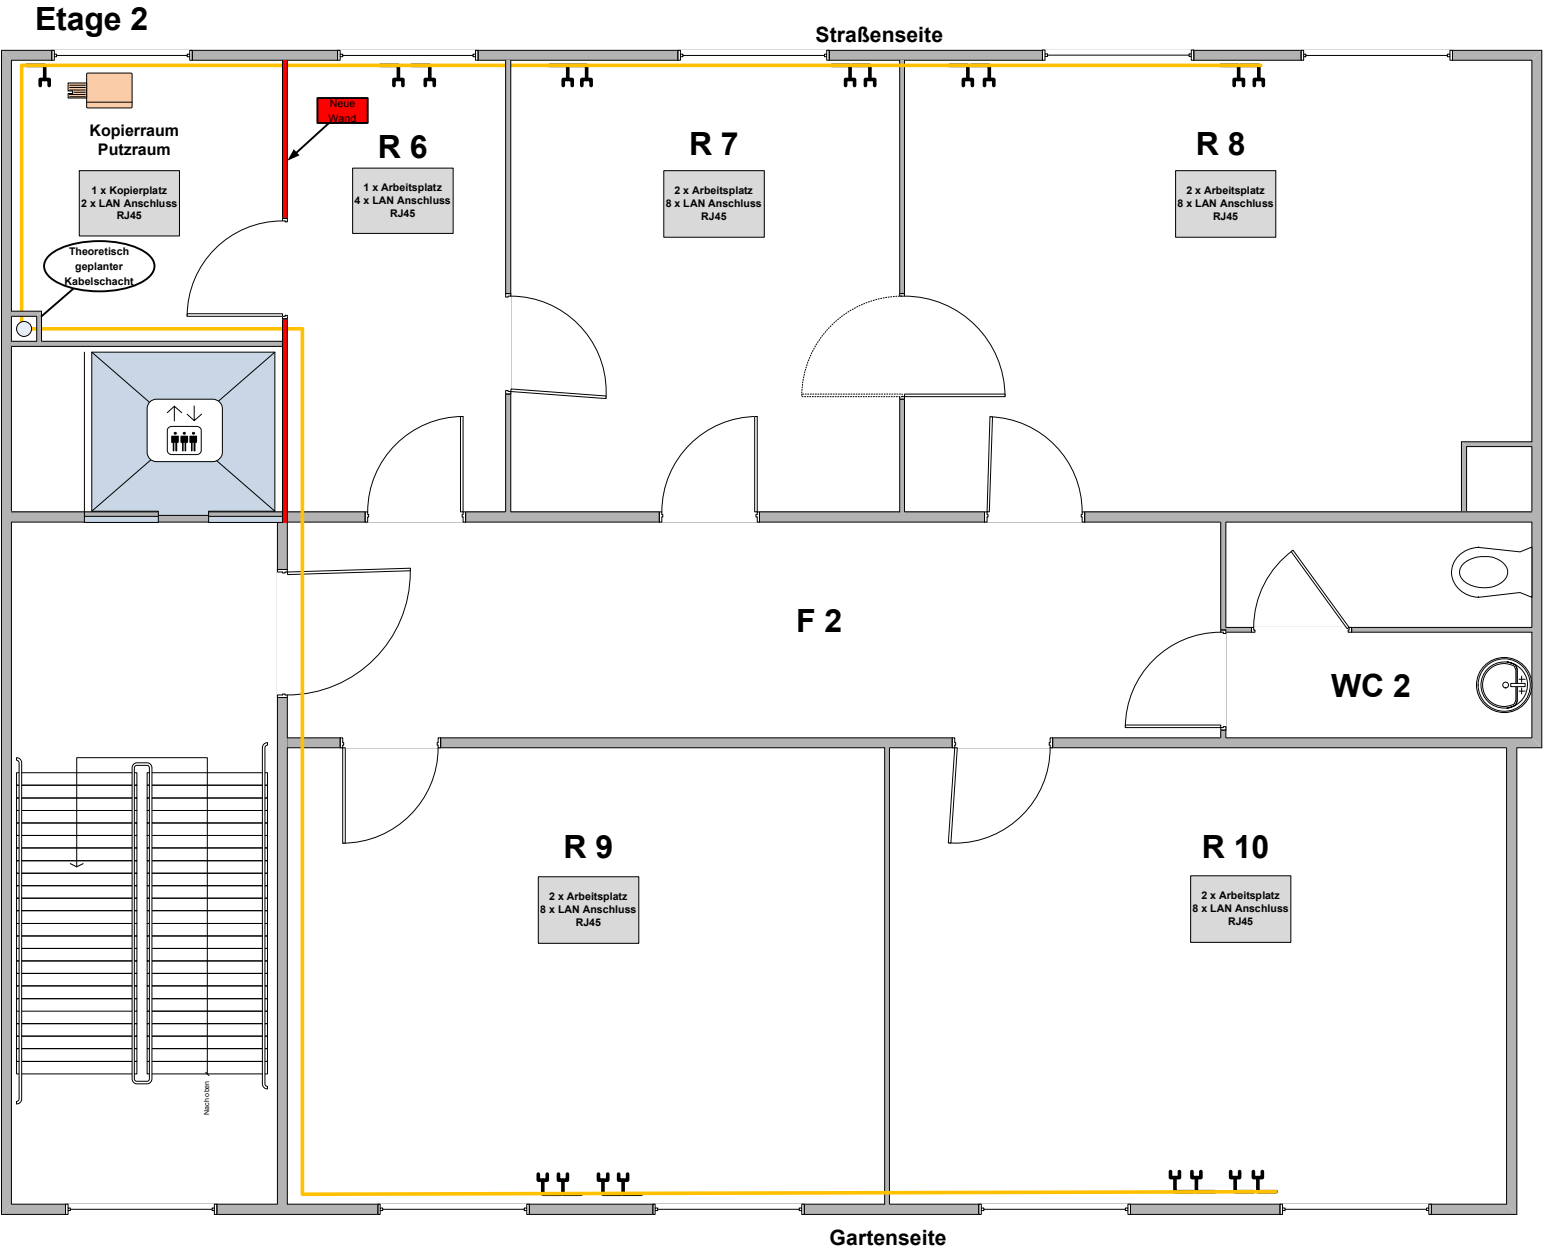 Etage 2
Straßenseite
Neue
Wand
Kopierraum
Putzraum
R 6
R 7
R 8
1 x Kopierplatz
2 x LAN Anschluss
RJ45
1 x Arbeitsplatz
4 x LAN Anschluss
RJ45
2 x Arbeitsplatz
8 x LAN Anschluss
RJ45
2 x Arbeitsplatz
8 x LAN Anschluss
RJ45
Theoretisch
geplanter
Kabelschacht
F 2
WC 2
R 9
R 10
2 x Arbeitsplatz
8 x LAN Anschluss
RJ45
2 x Arbeitsplatz
8 x LAN Anschluss
RJ45
Nach oben
Gartenseite